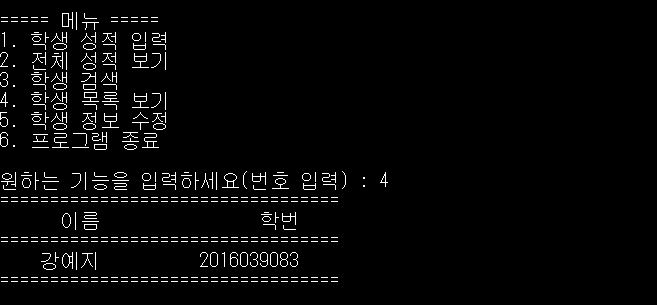 ===== 메뉴 =====
1. 학생 성적 입력
2. 전체 성적 보기
3. 학생 검색
4. 학생 목록 보기
5. 학생 정보 수정
6. 프로그램 종료
원하는 기능을 입력하세요(번호 입력) : 4
==================================
이름 학번
==================================
강예지 2016039083
==================================